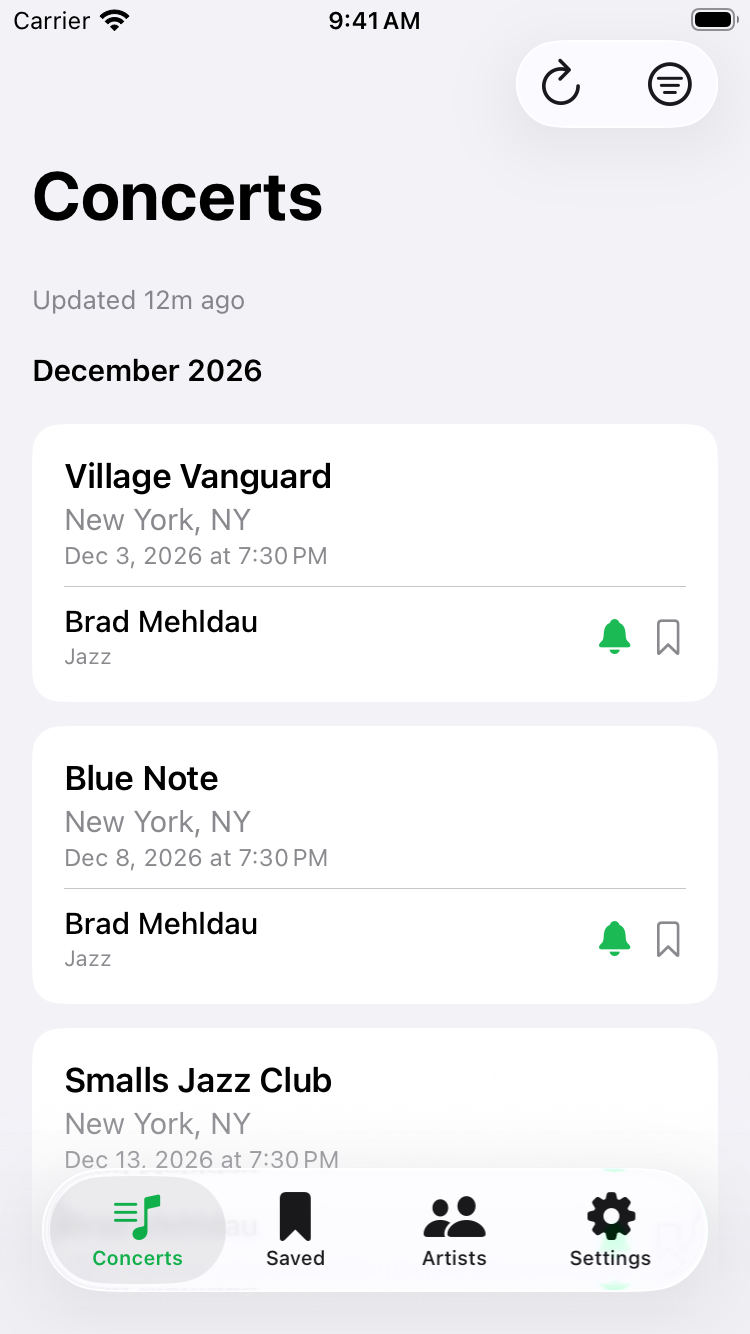 Carrier
9:41 AM
Concerts
Updated 12m ago
December 2026
Village Vanguard
New York, NY
Dec 3, 2026 at 7:30 PM
Brad Mehldau
Jazz
Blue Note
New York, NY
Dec 8, 2026 at 7:30 PM
Brad Mehldau
Jazz
Smalls Jazz Club
New York, NY
Dec 13, 2026 at 7:30 PM
Concerts
Saved
Artists
Settings